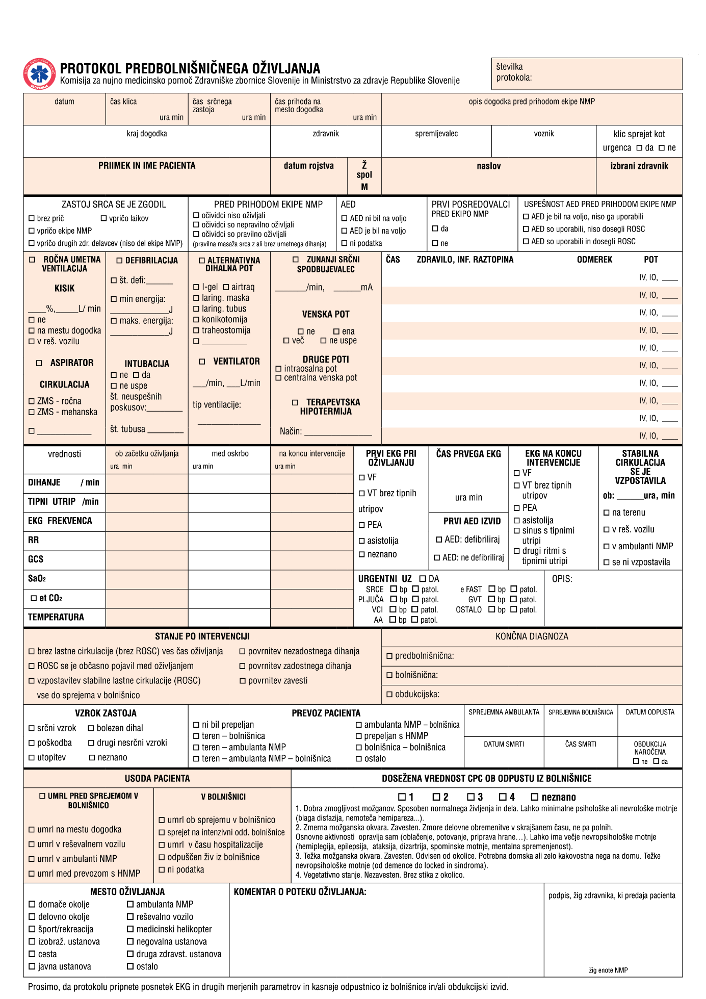 PROTOKOL PREDBOLNIŠNIČNEGA OŽIVLJANJA
Komisija za nujno medicinsko pomoč Zdravniške zbornice Slovenije in Ministrstvo za zdravje Republike Slovenije
številka
protokola:
NUJNA MEDICINSKA POMOČ
SLOVENIJA
datum
čas klica
ura min
čas srčnega
zastoja
ura min
čas prihoda na
mesto dogodka
ura min
opis dogodka pred prihodom ekipe NMP
kraj dogodka
zdravnik
spremljevalec
voznik
klic sprejet kot
urgenca ☐ da ☐ ne
PRIIMEK IN IME PACIENTA
datum rojstva
Ž
spol
M
naslov
izbrani zdravnik
ZASTOJ SRCA SE JE ZGODIL
☐ brez prič ☐ vpričo laikov
☐ vpričo ekipe NMP
☐ vpričo drugih zdr. delavcev (niso del ekipe NMP)
PRED PRIHODOM EKIPE NMP
☐ očividci niso oživljali
☐ očividci so nepravilno oživljali
☐ očividci so pravilno oživljali
(pravilna masaža srca z ali brez umetnega dihanja)
AED
☐ AED ni bil na voljo
☐ AED je bil na voljo
☐ ni podatka
PRVI POSREDOVALCI
PRED EKIPO NMP
☐ da
☐ ne
USPEŠNOST AED PRED PRIHODOM EKIPE NMP
☐ AED je bil na voljo, niso ga uporabili
☐ AED so uporabili, niso dosegli ROSC
☐ AED so uporabili in dosegli ROSC
☐ ROČNA UMETNA
VENTILACIJA
KISIK
____%,_____L/ min
☐ ne
☐ na mestu dogodka
☐ v reš. vozilu
☐ ASPIRATOR
CIRKULACIJA
☐ ZMS - ročna
☐ ZMS - mehanska
☐ ____________
☐ DEFIBRILACIJA
☐ št. defi:______
☐ min energija:
_____________J
☐ maks. energija:
_____________J
INTUBACIJA
☐ ne ☐ da
☐ ne uspe
št. neuspešnih
poskusov:________
št. tubusa ________
☐ ALTERNATIVNA
DIHALNA POT
☐ I-gel ☐ airtraq
☐ laring. maska
☐ laring. tubus
☐ konikotomija
☐ traheostomija
☐ __________
☐ VENTILATOR
___/min, ___L/min
tip ventilacije:
______________
☐ ZUNANJI SRČNI
SPODBUJEVALEC
_______/min, ______mA
VENSKA POT
☐ ne ☐ ena
☐ več ☐ ne uspe
DRUGE POTI
☐ intraosalna pot
☐ centralna venska pot
☐ TERAPEVTSKA
HIPOTERMIJA
Način: _______________
ČAS ZDRAVILO, INF. RAZTOPINA ODMEREK POT
IV, IO, ____
IV, IO, ____
IV, IO, ____
IV, IO, ____
IV, IO, ____
IV, IO, ____
IV, IO, ____
IV, IO, ____
IV, IO, ____
IV, IO, ____
vrednosti
ob začetku oživljanja
ura min
med oskrbo
ura min
na koncu intervencije
ura min
DIHANJE / min
TIPNI UTRIP /min
EKG FREKVENCA
RR
GCS
SaO2
☐ et CO2
TEMPERATURA
PRVI EKG PRI
OŽIVLJANJU
☐ VF
☐ VT brez tipnih
utripov
☐ PEA
☐ asistolija
☐ neznano
ČAS PRVEGA EKG
ura min
PRVI AED IZVID
☐ AED: defibriliraj
☐ AED: ne defibriliraj
EKG NA KONCU
INTERVENCIJE
☐ VF
☐ VT brez tipnih
utripov
☐ PEA
☐ asistolija
☐ sinus s tipnimi
utripi
☐ drugi ritmi s
tipnimi utripi
STABILNA
CIRKULACIJA
SE JE
VZPOSTAVILA
ob: ______ura, min
☐ na terenu
☐ v reš. vozilu
☐ v ambulanti NMP
☐ se ni vzpostavila
URGENTNI UZ ☐ DA
SRCE ☐ bp ☐ patol. e FAST ☐ bp ☐ patol.
PLJUČA ☐ bp ☐ patol. GVT ☐ bp ☐ patol.
VCI ☐ bp ☐ patol. OSTALO ☐ bp ☐ patol.
AA ☐ bp ☐ patol.
OPIS:
STANJE PO INTERVENCIJI
☐ brez lastne cirkulacije (brez ROSC) ves čas oživljanja ☐ povrnitev nezadostnega dihanja
☐ ROSC se je občasno pojavil med oživljanjem ☐ povrnitev zadostnega dihanja
☐ vzpostavitev stabilne lastne cirkulacije (ROSC) ☐ povrnitev zavesti
vse do sprejema v bolnišnico
KONČNA DIAGNOZA
☐ predbolnišnična:
☐ bolnišnična:
☐ obdukcijska:
VZROK ZASTOJA
☐ srčni vzrok ☐ bolezen dihal
☐ poškodba ☐ drugi nesrčni vzroki
☐ utopitev ☐ neznano
PREVOZ PACIENTA
☐ ni bil prepeljan ☐ ambulanta NMP – bolnišnica
☐ teren – bolnišnica ☐ prepeljan s HNMP
☐ teren – ambulanta NMP ☐ bolnišnica – bolnišnica
☐ teren – ambulanta NMP – bolnišnica ☐ ostalo
SPREJEMNA AMBULANTA
SPREJEMNA BOLNIŠNICA
DATUM ODPUSTA
DATUM SMRTI
ČAS SMRTI
OBDUKCIJA
NAROČENA
☐ ne ☐ da
USODA PACIENTA
☐ UMRL PRED SPREJEMOM V
BOLNIŠNICO
☐ umrl na mestu dogodka
☐ umrl v reševalnem vozilu
☐ umrl v ambulanti NMP
☐ umrl med prevozom s HNMP
V BOLNIŠNICI
☐ umrl ob sprejemu v bolnišnico
☐ sprejet na intenzivni odd. bolnišnice
☐ umrl v času hospitalizacije
☐ odpuščen živ iz bolnišnice
☐ ni podatka
DOSEŽENA VREDNOST CPC OB ODPUSTU IZ BOLNIŠNICE
☐ 1 ☐ 2 ☐ 3 ☐ 4 ☐ neznano
1. Dobra zmogljivost možganov. Sposoben normalnega življenja in dela. Lahko minimalne psihološke ali nevrološke motnje
(blaga disfazija, nemoteča hemipareza...).
2. Zmerna možganska okvara. Zavesten. Zmore delovne obremenitve v skrajšanem času, ne pa polnih.
Osnovne aktivnosti opravlja sam (oblačenje, potovanje, priprava hrane…). Lahko ima večje nevropsihološke motnje
(hemiplegija, epilepsija, ataksija, dizartrija, spominske motnje, mentalna spremenjenost).
3. Težka možganska okvara. Zavesten. Odvisen od okolice. Potrebna domska ali zelo kakovostna nega na domu. Težke
nevropsihološke motnje (od demence do locked in sindroma).
4. Vegetativno stanje. Nezavesten. Brez stika z okolico.
MESTO OŽIVLJANJA
☐ domače okolje ☐ ambulanta NMP
☐ delovno okolje ☐ reševalno vozilo
☐ šport/rekreacija ☐ medicinski helikopter
☐ izobraž. ustanova ☐ negovalna ustanova
☐ cesta ☐ druga zdravst. ustanova
☐ javna ustanova ☐ ostalo
KOMENTAR O POTEKU OŽIVLJANJA:
podpis, žig zdravnika, ki predaja pacienta
žig enote NMP
Prosimo, da protokolu pripnete posnetek EKG in drugih merjenih parametrov in kasneje odpustnico iz bolnišnice in/ali obdukcijski izvid.